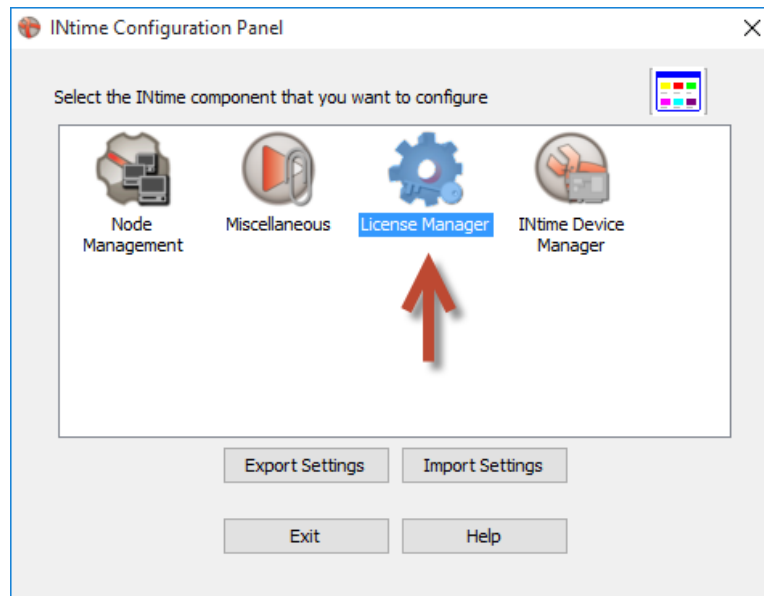 INtime Configuration Panel
Select the INtime component that you want to configure
Node
Management
Miscellaneous
License Manager
INtime Device
Manager
Export Settings
Import Settings
Exit
Help